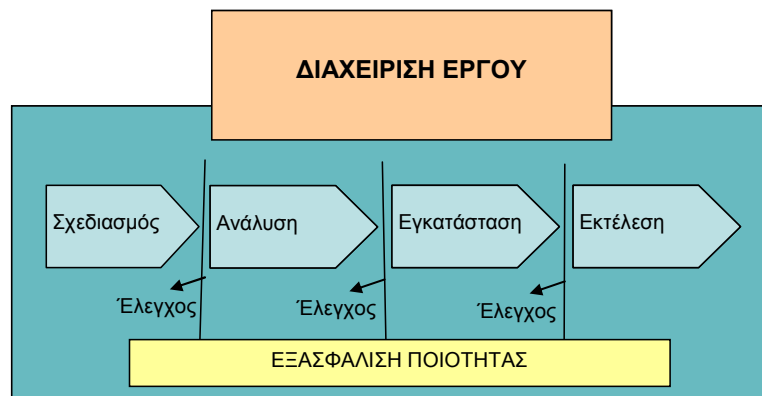 ΔΙΑΧΕΙΡΙΣΗ ΕΡΓΟΥ
Σχεδιασμός
Ανάλυση
Εγκατάσταση
Εκτέλεση
Έλεγχος
Έλεγχος
Έλεγχος
ΕΞΑΣΦΑΛΙΣΗ ΠΟΙΟΤΗΤΑΣ